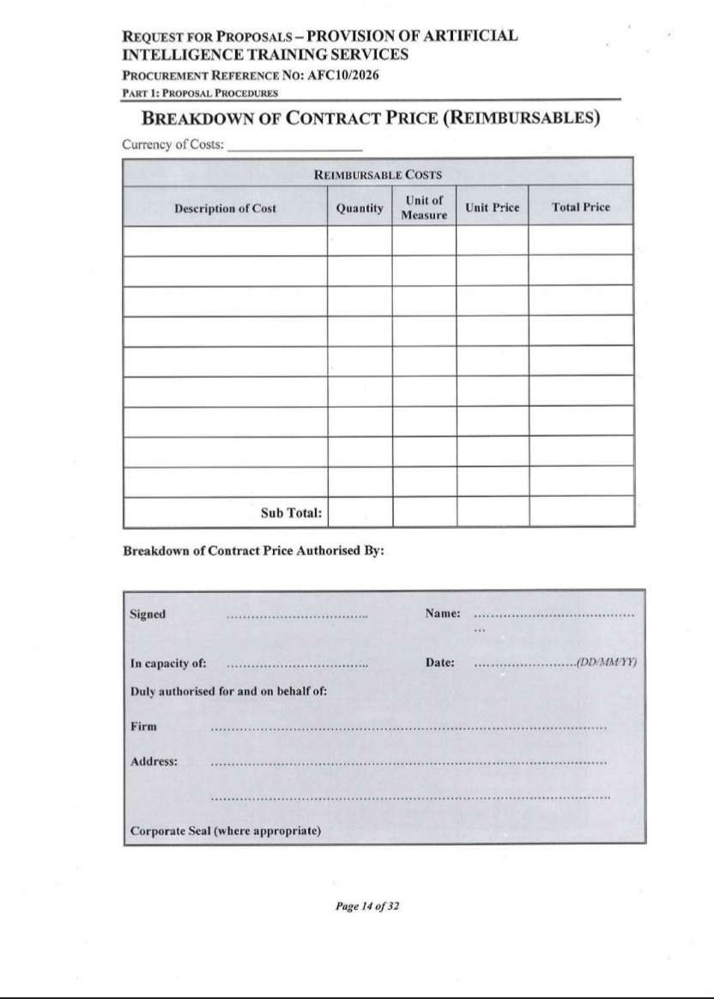 REQUEST FOR PROPOSALS – PROVISION OF ARTIFICIAL
INTELLIGENCE TRAINING SERVICES
PROCUREMENT REFERENCE NO: AFC10/2026
PART 1: PROPOSAL PROCEDURES
BREAKDOWN OF CONTRACT PRICE (REIMBURSABLES)
Currency of Costs: ____________________
REIMBURSABLE COSTS
Description of Cost Quantity Unit of Measure Unit Price Total Price
Sub Total:
Breakdown of Contract Price Authorised By:
Signed .................................. Name: .......................................
...
In capacity of: .................................. Date: .........................(DD/MM/YY)
Duly authorised for and on behalf of:
Firm ................................................................................................
Address: ................................................................................................
.................................................................................................
Corporate Seal (where appropriate)
Page 14 of 32